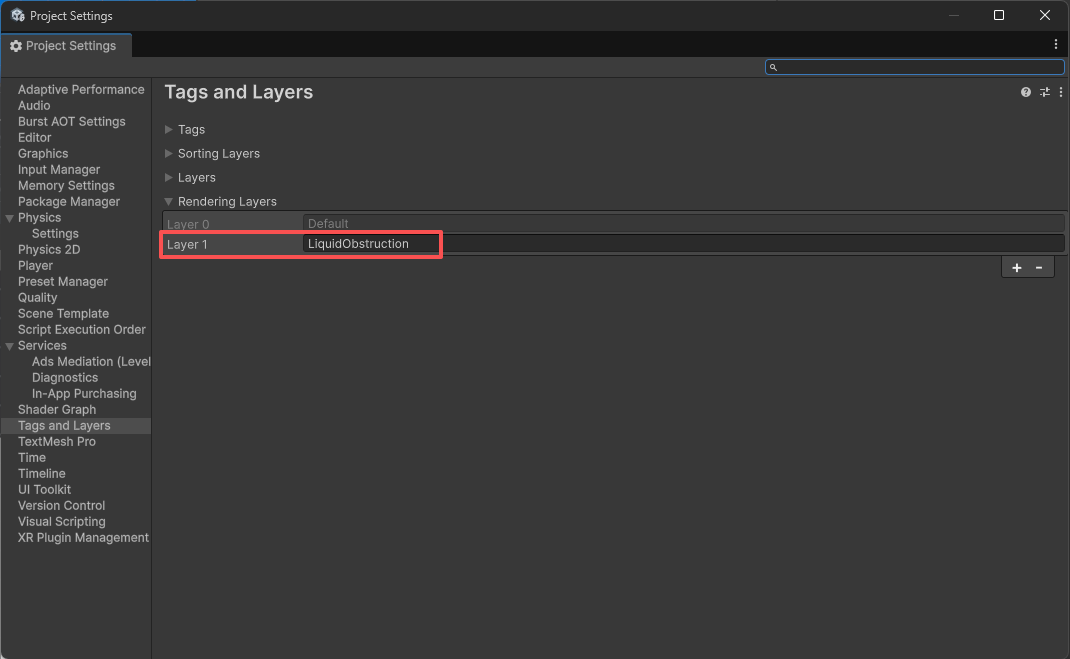 Project Settings
Project Settings
Adaptive Performance
Audio
Burst AOT Settings
Editor
Graphics
Input Manager
Memory Settings
Package Manager
Physics
Settings
Physics 2D
Player
Preset Manager
Quality
Scene Template
Script Execution Order
Services
Ads Mediation (Level
Diagnostics
In-App Purchasing
Shader Graph
Tags and Layers
TextMesh Pro
Time
Timeline
UI Toolkit
Version Control
Visual Scripting
XR Plugin Management
Tags and Layers
Tags
Sorting Layers
Layers
Rendering Layers
Layer 0 Default
Layer 1 LiquidObstruction
+ -